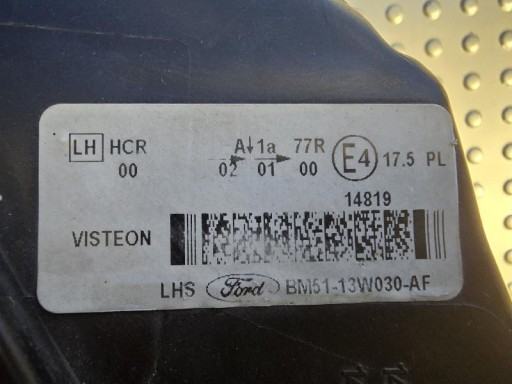 LH HCR A↓1a 77R E4 17.5 PL
00 02 01 00
14819
VISTEON
LHS Ford BM51-13W030-AF